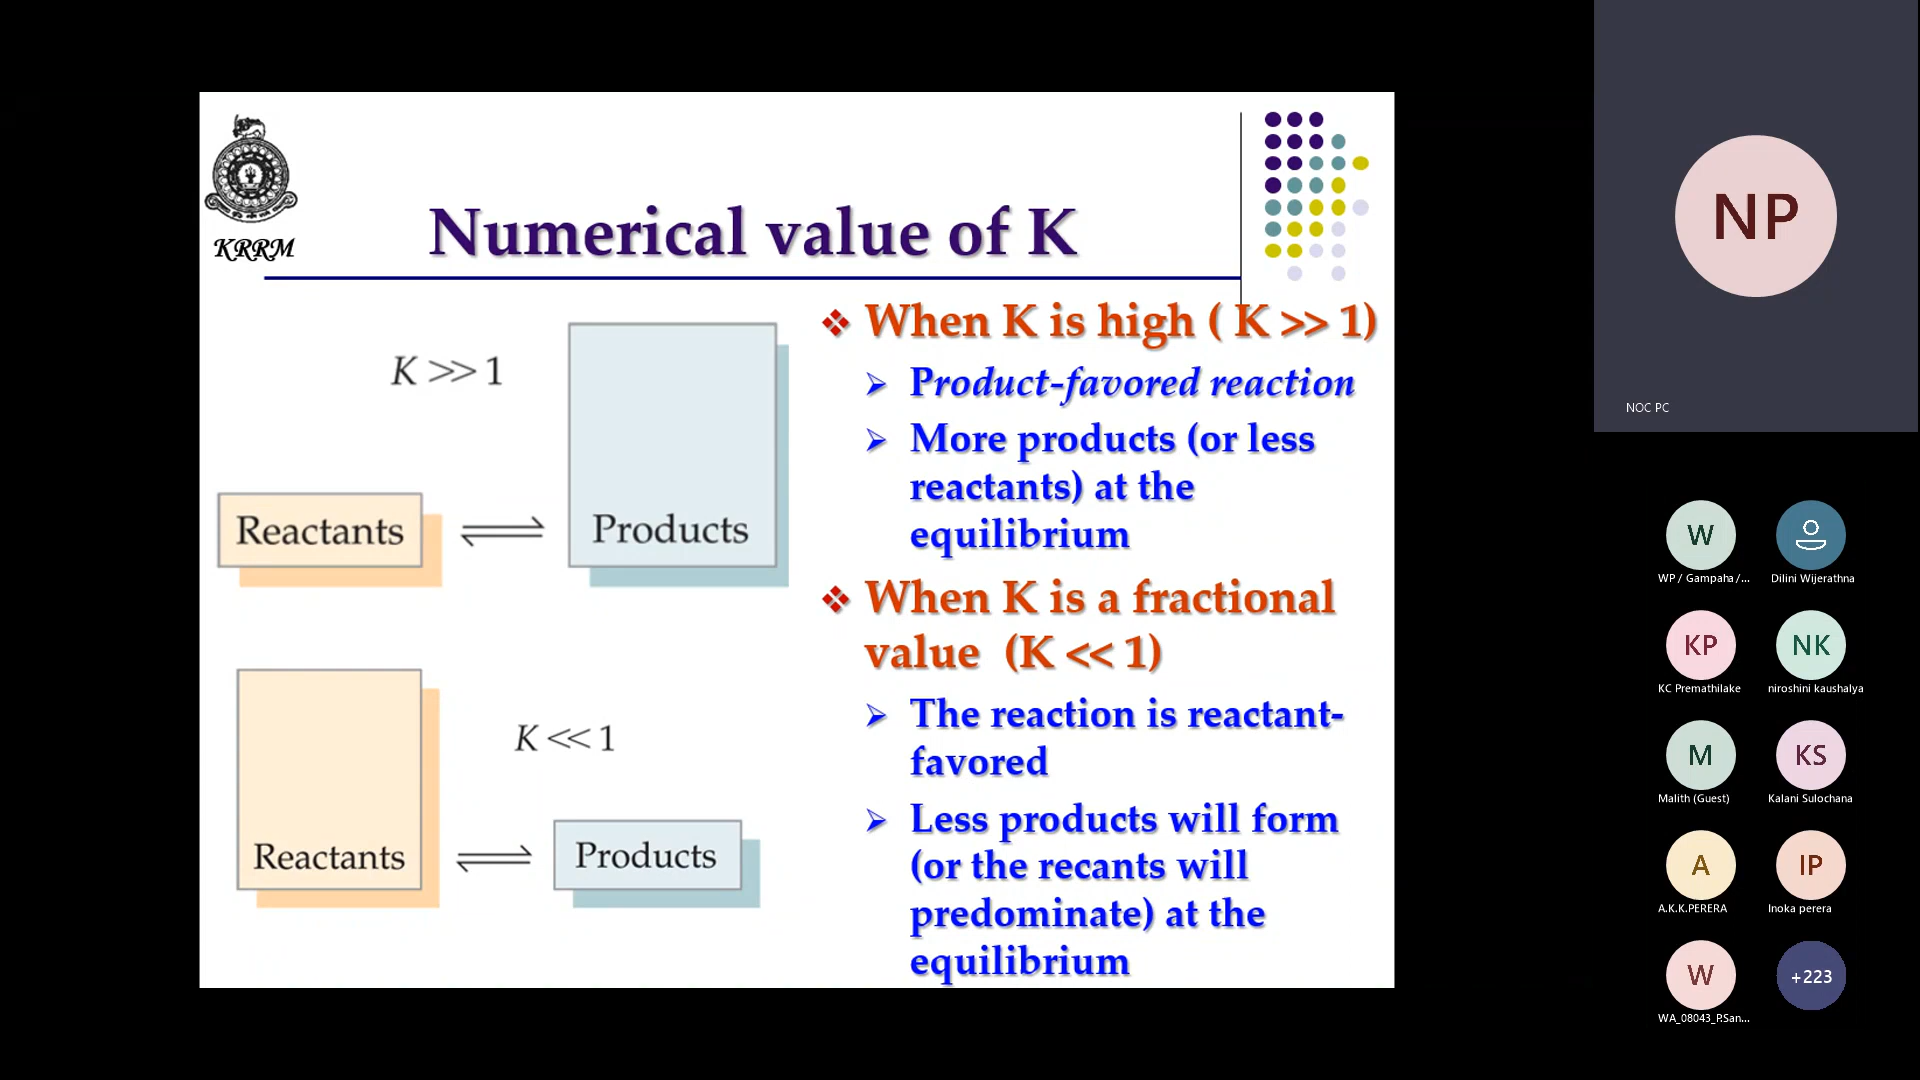 KRRM
Numerical value of K
K >> 1
Reactants
Products
K << 1
Reactants
Products
When K is high ( K >> 1)
Product-favored reaction
More products (or less
reactants) at the
equilibrium
When K is a fractional
value (K << 1)
The reaction is reactant-
favored
Less products will form
(or the recants will
predominate) at the
equilibrium
NP
NOC PC
W
WP / Gampaha /...
Dilini Wijerathna
KP
KC Premathilake
NK
niroshini kaushalya
M
Malith (Guest)
KS
Kalani Sulochana
A
A.K.K.PERERA
IP
Inoka perera
W
WA_08043_P.San...
+223